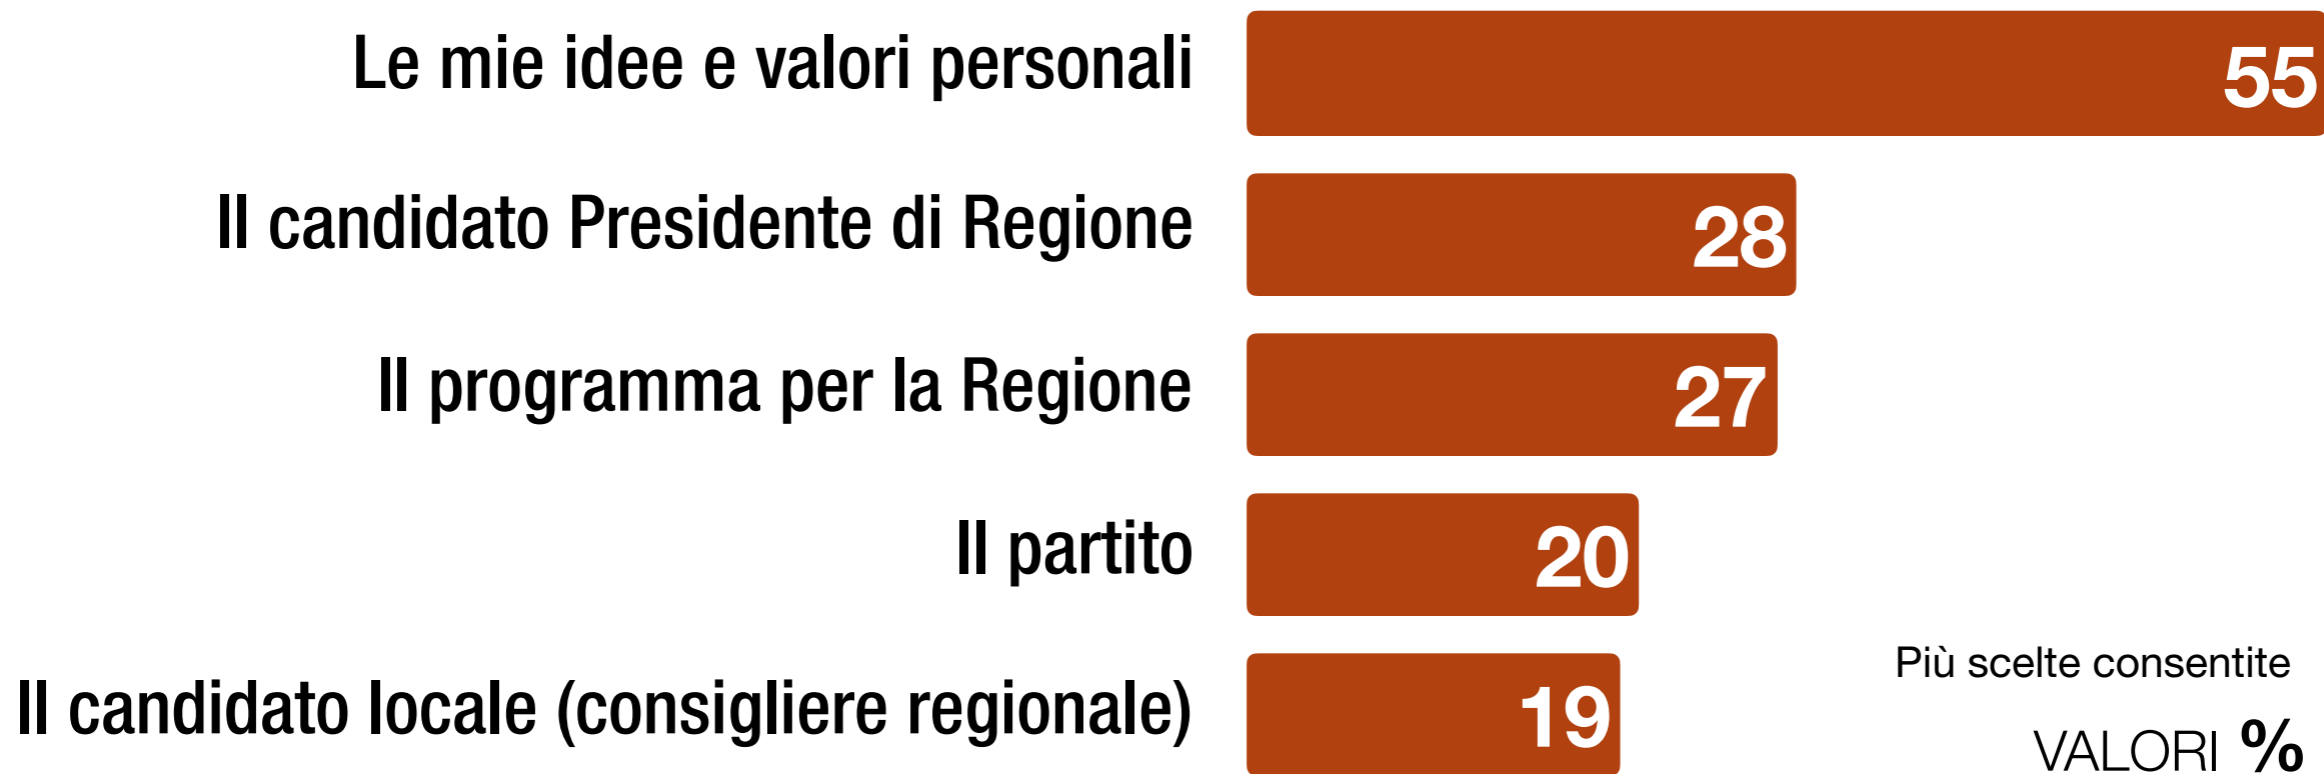 Le mie idee e valori personali 55
Il candidato Presidente di Regione 28
Il programma per la Regione 27
Il partito 20
Il candidato locale (consigliere regionale) 19
Più scelte consentite
VALORI %